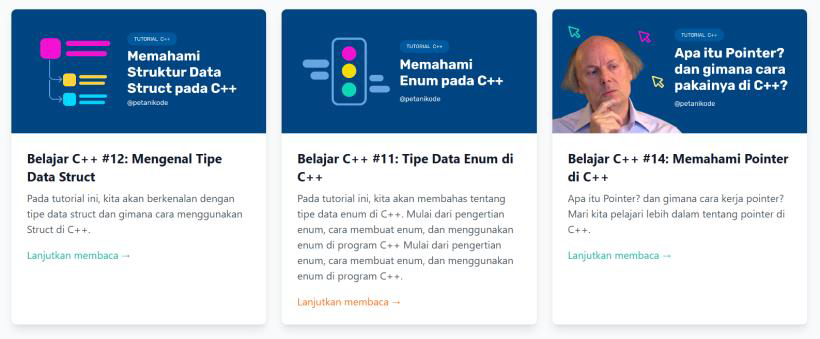 TUTORIAL C++
Memahami
Struktur Data
Struct pada C++
@petanikode
Belajar C++ #12: Mengenal Tipe
Data Struct
Pada tutorial ini, kita akan berkenalan dengan
tipe data struct dan gimana cara menggunakan
Struct di C++.
Lanjutkan membaca →
TUTORIAL C++
Memahami
Enum pada C++
@petanikode
Belajar C++ #11: Tipe Data Enum di
C++
Pada tutorial ini, kita akan membahas tentang
tipe data enum di C++. Mulai dari pengertian
enum, cara membuat enum, dan menggunakan
enum di program C++ Mulai dari pengertian
enum, cara membuat enum, dan menggunakan
enum di program C++.
Lanjutkan membaca →
TUTORIAL C++
Apa itu Pointer?
dan gimana cara
pakainya di C++?
@petanikode
Belajar C++ #14: Memahami Pointer
di C++
Apa itu Pointer? dan gimana cara kerja pointer?
Mari kita pelajari lebih dalam tentang pointer di
C++.
Lanjutkan membaca →